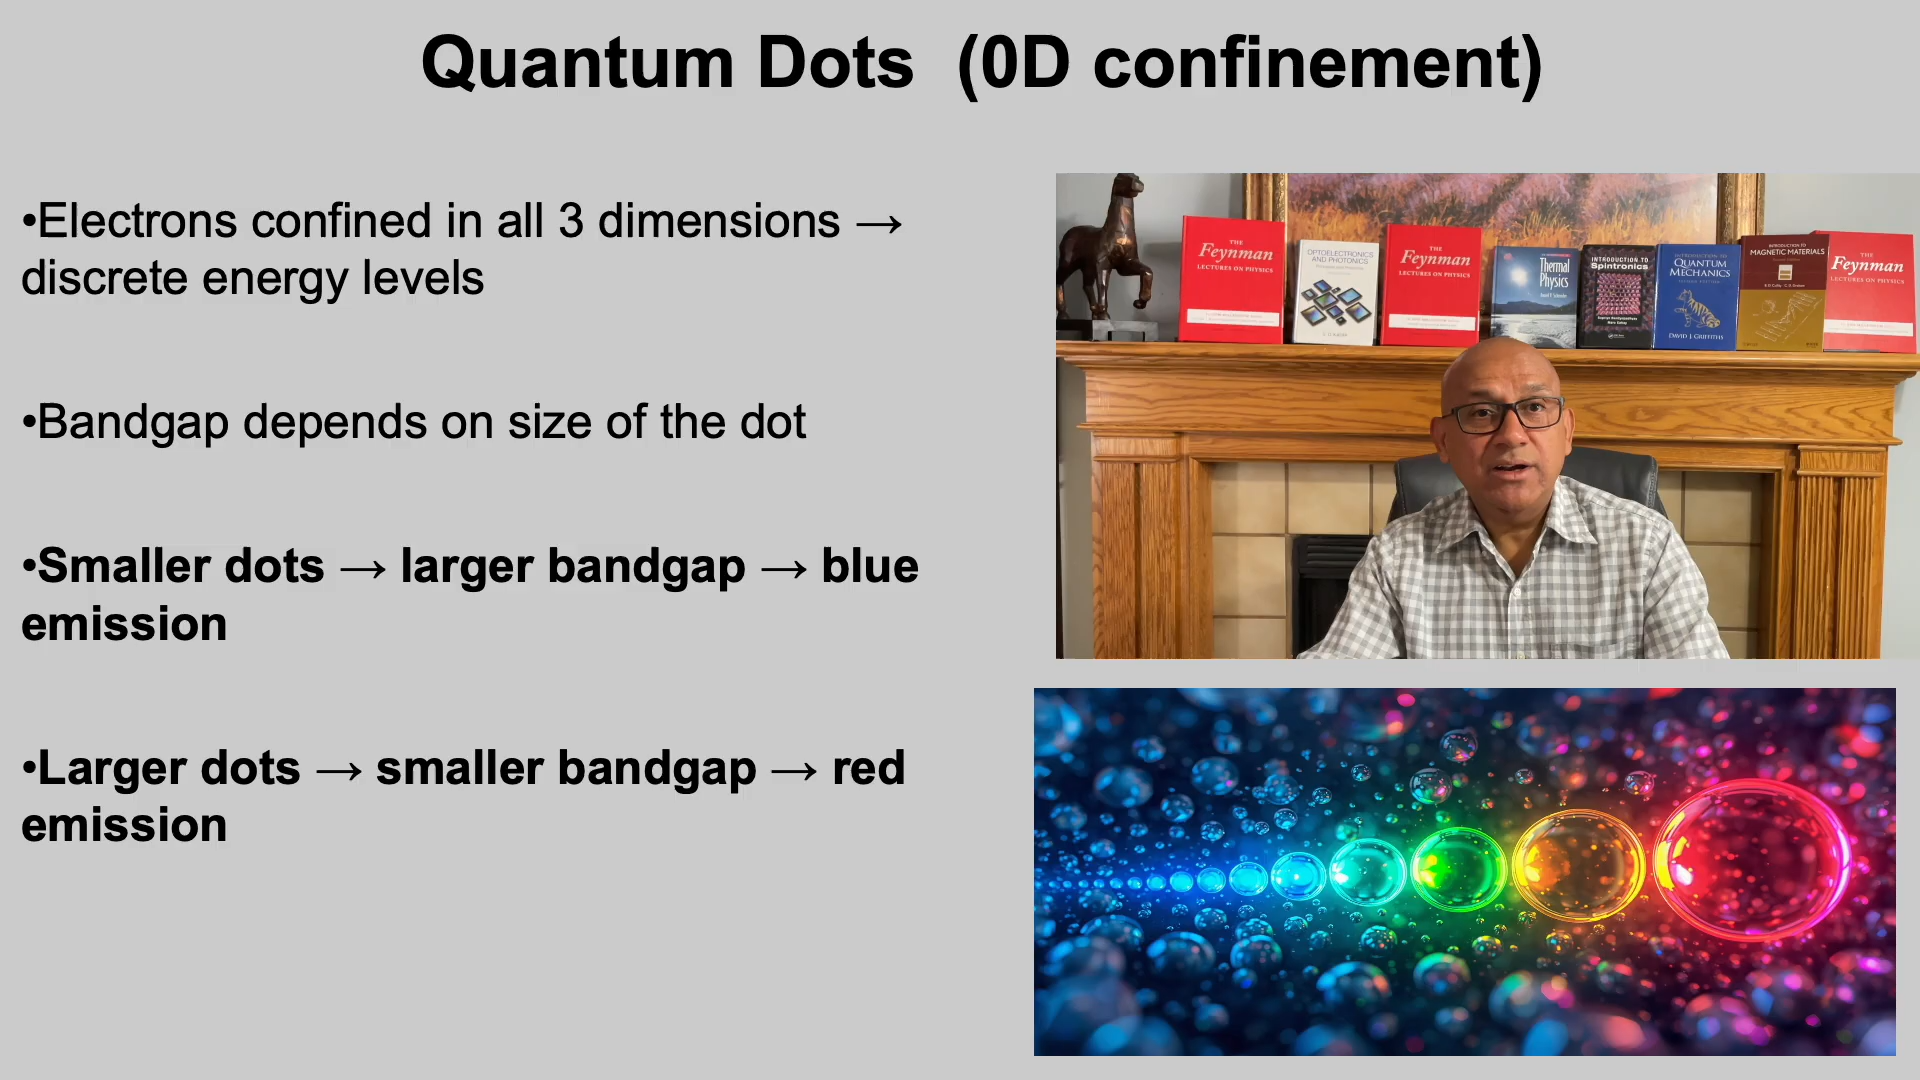 Quantum Dots (0D confinement)
•Electrons confined in all 3 dimensions →
discrete energy levels
•Bandgap depends on size of the dot
•Smaller dots → larger bandgap → blue
emission
•Larger dots → smaller bandgap → red
emission
THE
Feynman
LECTURES ON PHYSICS
OPTOELECTRONICS
AND PHOTONICS
THE
Feynman
LECTURES ON PHYSICS
Thermal
Physics
INTRODUCTION TO
Spintronics
INTRODUCTION TO
QUANTUM
MECHANICS
DAVID J. GRIFFITHS
INTRODUCTION TO
MAGNETIC MATERIALS
THE
Feynman
LECTURES ON PHYSICS